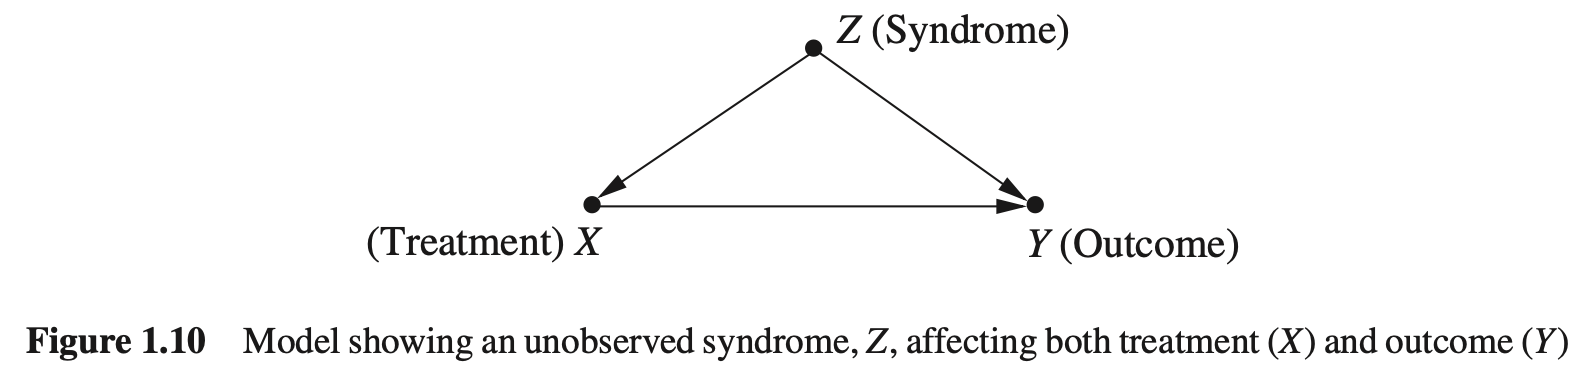 Z (Syndrome)
(Treatment) X
Y (Outcome)
Figure 1.10 Model showing an unobserved syndrome, Z, affecting both treatment (X) and outcome (Y)